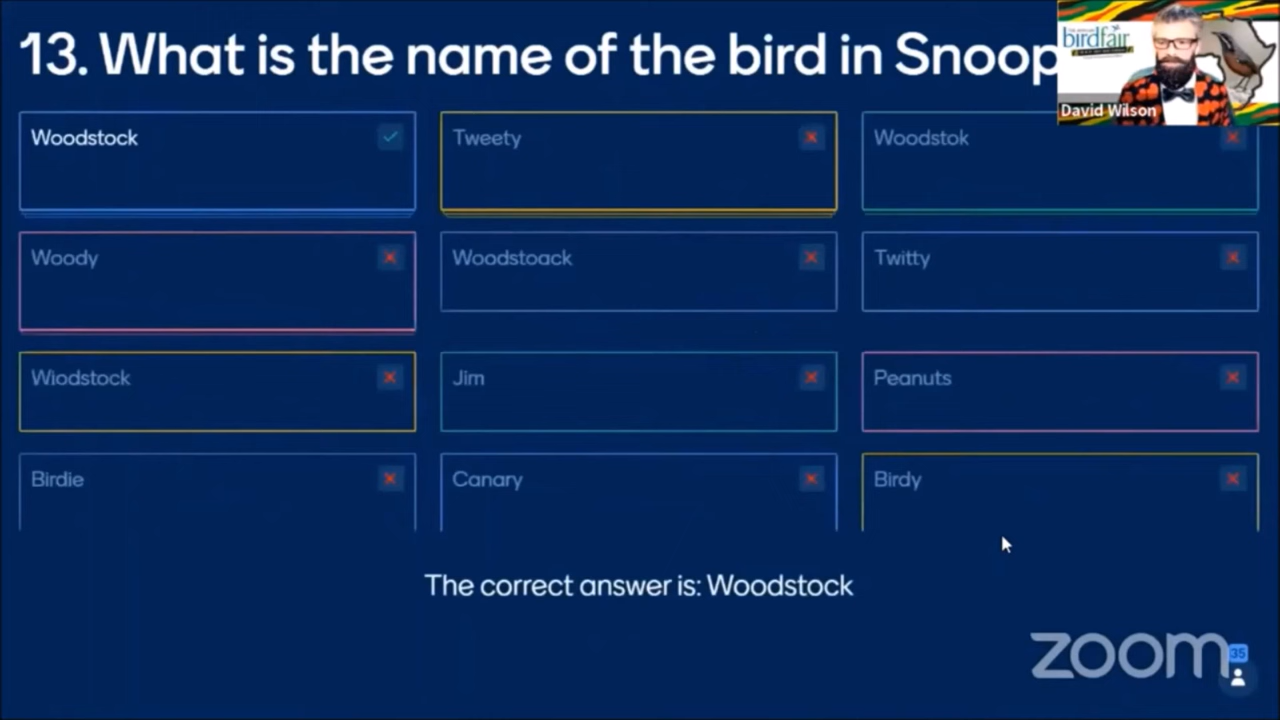 13. What is the name of the bird in Snoop
birdfair
David Wilson
Woodstock
Tweety
Woodstok
Woody
Woodstoack
Twitty
Wiodstock
Jim
Peanuts
Birdie
Canary
Birdy
The correct answer is: Woodstock
zoom
35